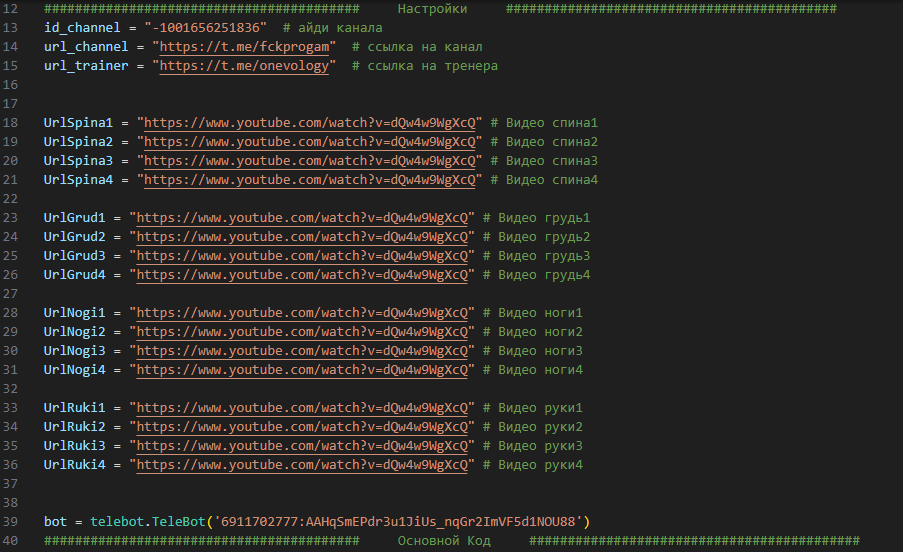 12 ######################################### Настройки ###########################################
13 id_channel = "-1001656251836" # айди канала
14 url_channel = "https://t.me/fckprogam" # ссылка на канал
15 url_trainer = "https://t.me/onevology" # ссылка на тренера
16
17
18 UrlSpina1 = "https://www.youtube.com/watch?v=dQw4w9WgXcQ" # Видео спина1
19 UrlSpina2 = "https://www.youtube.com/watch?v=dQw4w9WgXcQ" # Видео спина2
20 UrlSpina3 = "https://www.youtube.com/watch?v=dQw4w9WgXcQ" # Видео спина3
21 UrlSpina4 = "https://www.youtube.com/watch?v=dQw4w9WgXcQ" # Видео спина4
22
23 UrlGrud1 = "https://www.youtube.com/watch?v=dQw4w9WgXcQ" # Видео грудь1
24 UrlGrud2 = "https://www.youtube.com/watch?v=dQw4w9WgXcQ" # Видео грудь2
25 UrlGrud3 = "https://www.youtube.com/watch?v=dQw4w9WgXcQ" # Видео грудь3
26 UrlGrud4 = "https://www.youtube.com/watch?v=dQw4w9WgXcQ" # Видео грудь4
27
28 UrlNogi1 = "https://www.youtube.com/watch?v=dQw4w9WgXcQ" # Видео ноги1
29 UrlNogi2 = "https://www.youtube.com/watch?v=dQw4w9WgXcQ" # Видео ноги2
30 UrlNogi3 = "https://www.youtube.com/watch?v=dQw4w9WgXcQ" # Видео ноги3
31 UrlNogi4 = "https://www.youtube.com/watch?v=dQw4w9WgXcQ" # Видео ноги4
32
33 UrlRuki1 = "https://www.youtube.com/watch?v=dQw4w9WgXcQ" # Видео руки1
34 UrlRuki2 = "https://www.youtube.com/watch?v=dQw4w9WgXcQ" # Видео руки2
35 UrlRuki3 = "https://www.youtube.com/watch?v=dQw4w9WgXcQ" # Видео руки3
36 UrlRuki4 = "https://www.youtube.com/watch?v=dQw4w9WgXcQ" # Видео руки4
37
38
39 bot = telebot.TeleBot('6911702777:AAHqSmEPdr3u1JiUs_nqGr2ImVF5d1NOU88')
40 ######################################### Основной Код ###########################################